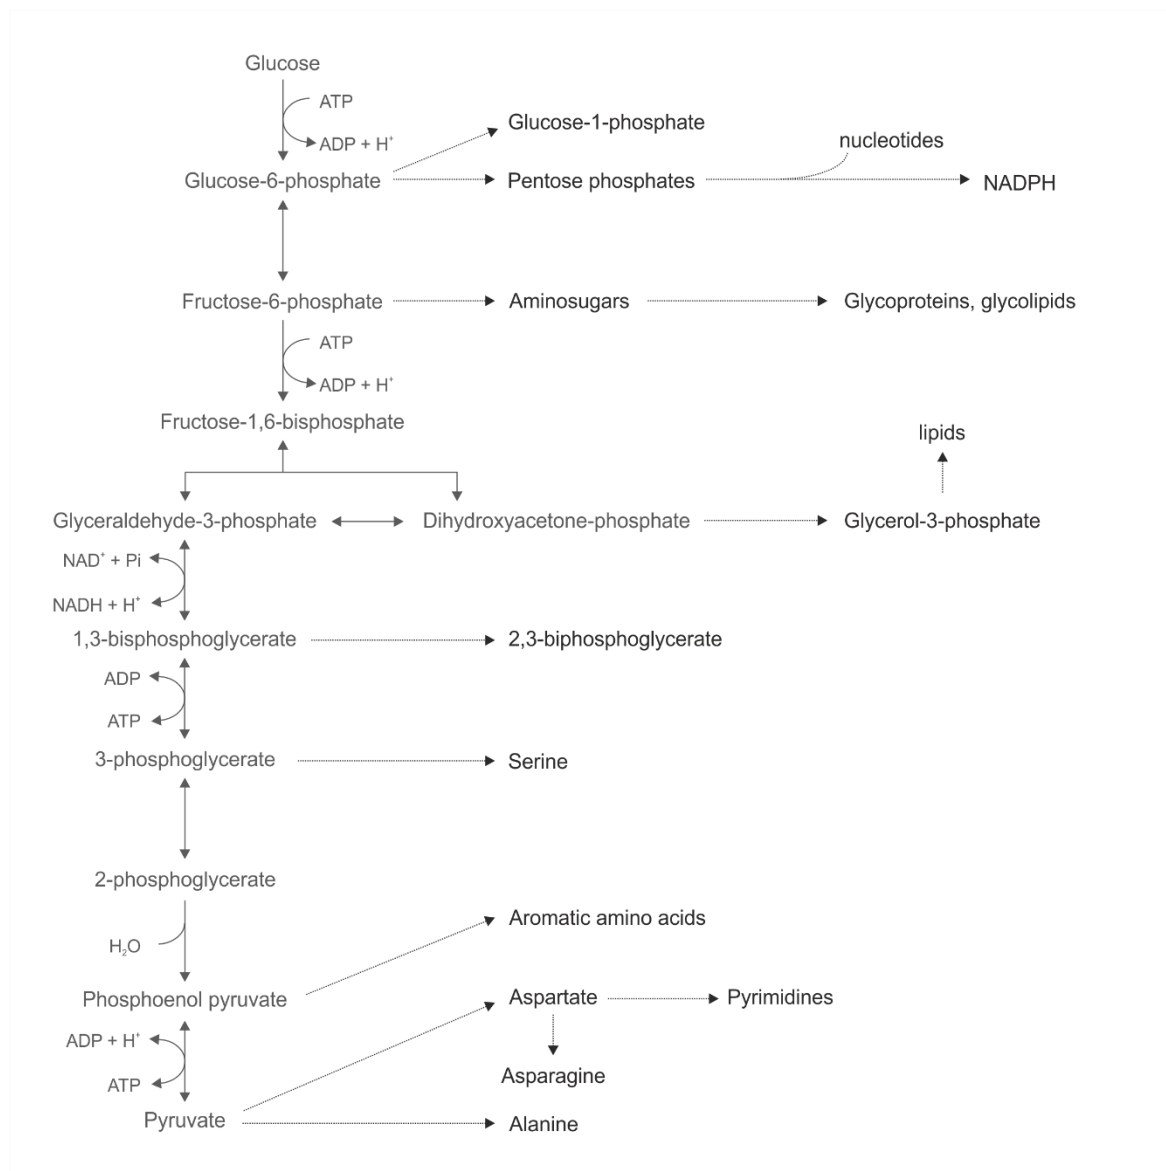 Glucose
ATP
ADP + H⁺
Glucose-1-phosphate
nucleotides
Glucose-6-phosphate
Pentose phosphates
NADPH
Fructose-6-phosphate
Aminosugars
Glycoproteins, glycolipids
ATP
ADP + H⁺
Fructose-1,6-bisphosphate
lipids
Glyceraldehyde-3-phosphate
Dihydroxyacetone-phosphate
Glycerol-3-phosphate
NAD⁺ + Pi
NADH + H⁺
1,3-bisphosphoglycerate
2,3-biphosphoglycerate
ADP
ATP
3-phosphoglycerate
Serine
2-phosphoglycerate
Aromatic amino acids
H₂O
Phosphoenol pyruvate
Aspartate
Pyrimidines
ADP + H⁺
Asparagine
ATP
Pyruvate
Alanine